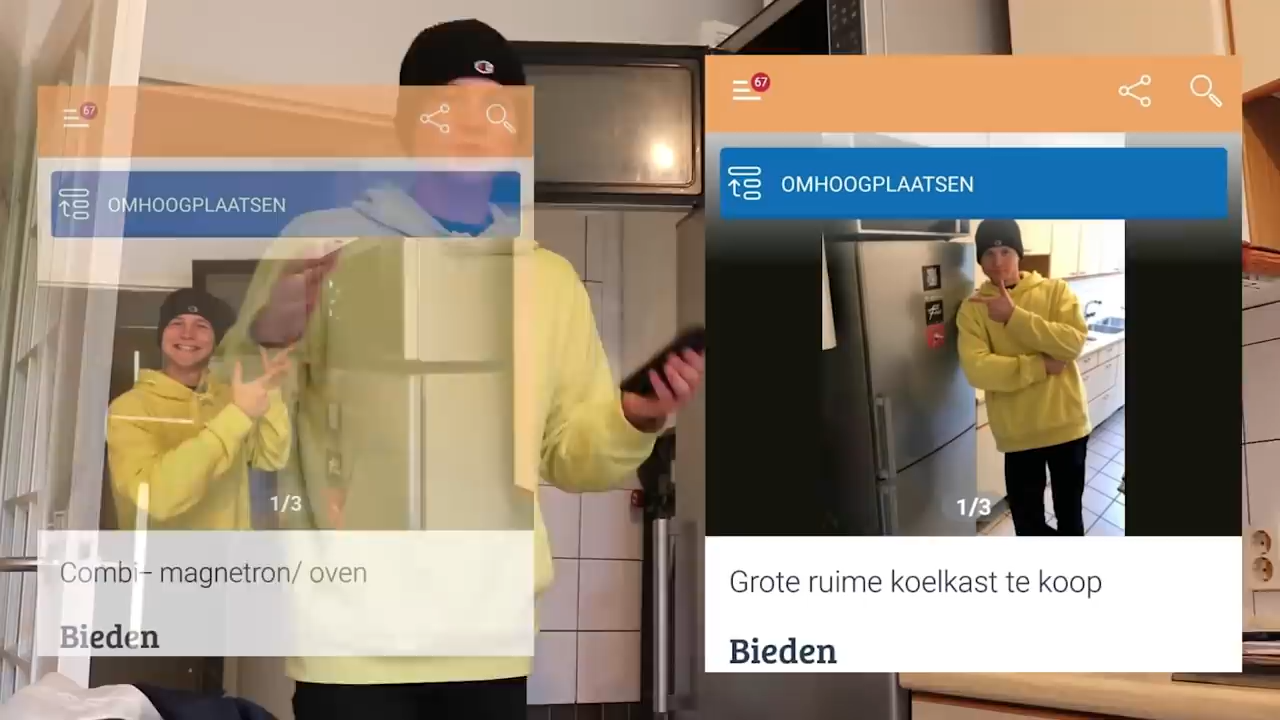 67
OMHOOGPLAATSEN
1/3
Combi- magnetron/ oven
Bieden
67
OMHOOGPLAATSEN
1/3
Grote ruime koelkast te koop
Bieden